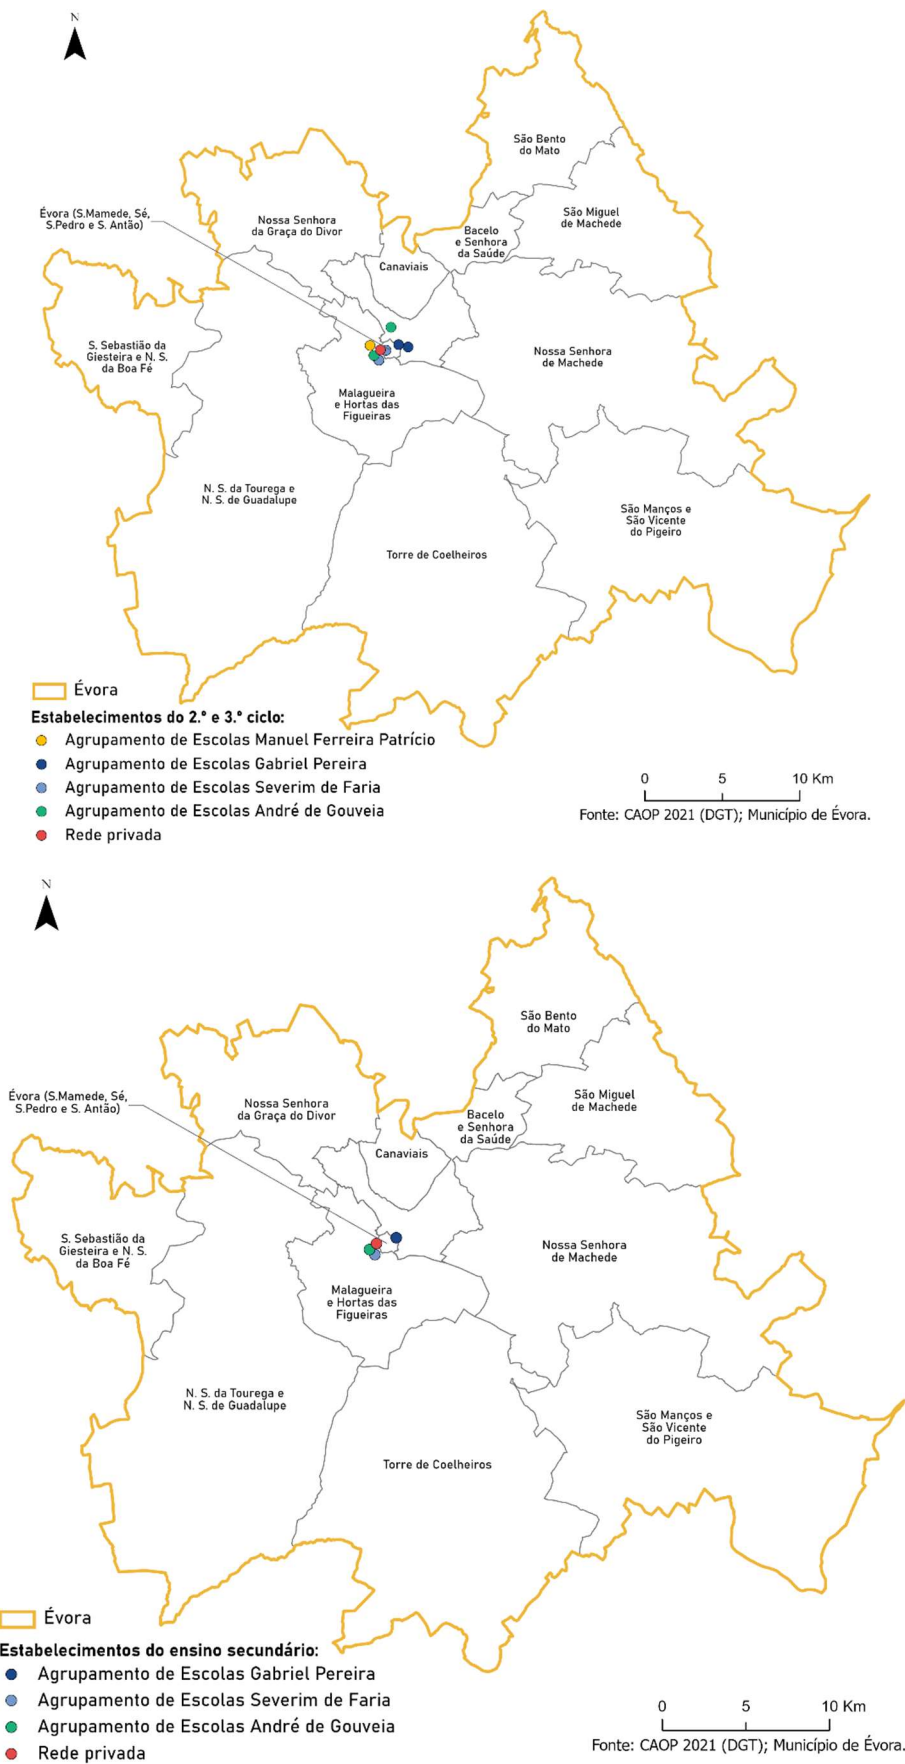 N
São Bento
do Mato
São Miguel
de Machede
Évora (S.Mamede, Sé,
S.Pedro e S. Antão)
Nossa Senhora
da Graça do Divor
Bacelo
e Senhora
da Saúde
Canaviais
S. Sebastião da
Giesteira e N. S.
da Boa Fé
Nossa Senhora
de Machede
Malagueira
e Hortas das
Figueiras
N. S. da Tourega e
N. S. de Guadalupe
São Manços e
São Vicente
do Pigeiro
Torre de Coelheiros
Évora
Estabelecimentos do 2.º e 3.º ciclo:
Agrupamento de Escolas Manuel Ferreira Patrício
Agrupamento de Escolas Gabriel Pereira
Agrupamento de Escolas Severim de Faria
Agrupamento de Escolas André de Gouveia
Rede privada
0 5 10 Km
Fonte: CAOP 2021 (DGT); Município de Évora.
N
São Bento
do Mato
São Miguel
de Machede
Évora (S.Mamede, Sé,
S.Pedro e S. Antão)
Nossa Senhora
da Graça do Divor
Bacelo
e Senhora
da Saúde
Canaviais
S. Sebastião da
Giesteira e N. S.
da Boa Fé
Nossa Senhora
de Machede
Malagueira
e Hortas das
Figueiras
N. S. da Tourega e
N. S. de Guadalupe
São Manços e
São Vicente
do Pigeiro
Torre de Coelheiros
Évora
Estabelecimentos do ensino secundário:
Agrupamento de Escolas Gabriel Pereira
Agrupamento de Escolas Severim de Faria
Agrupamento de Escolas André de Gouveia
Rede privada
0 5 10 Km
Fonte: CAOP 2021 (DGT); Município de Évora.